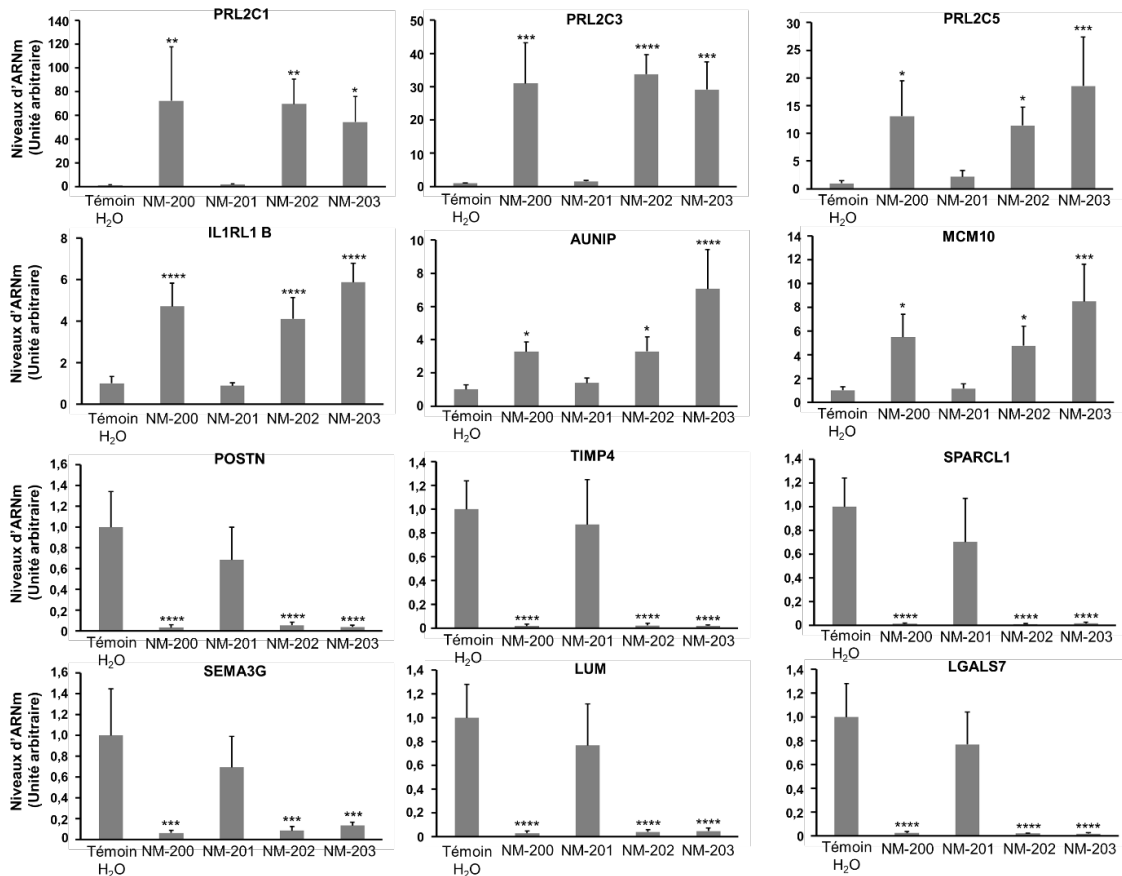 PRL2C1
Niveaux d'ARNm
(Unité arbitraire)
140
120
100
80
60
40
20
0
**
**
*
Témoin
H₂O
NM-200
NM-201
NM-202
NM-203
PRL2C3
50
40
30
20
10
0
***
****
***
Témoin
H₂O
NM-200
NM-201
NM-202
NM-203
PRL2C5
30
25
20
15
10
5
0
*
*
***
Témoin
H₂O
NM-200
NM-201
NM-202
NM-203
IL1RL1 B
Niveaux d'ARNm
(Unité arbitraire)
8
6
4
2
0
****
****
****
Témoin
H₂O
NM-200
NM-201
NM-202
NM-203
AUNIP
10
8
6
4
2
0
*
*
****
Témoin
H₂O
NM-200
NM-201
NM-202
NM-203
MCM10
14
12
10
8
6
4
2
0
*
*
***
Témoin
H₂O
NM-200
NM-201
NM-202
NM-203
POSTN
Niveaux d'ARNm
(Unité arbitraire)
1,6
1,4
1,2
1,0
0,8
0,6
0,4
0,2
0
****
****
****
Témoin
H₂O
NM-200
NM-201
NM-202
NM-203
TIMP4
1,4
1,2
1,0
0,8
0,6
0,4
0,2
0
****
****
****
Témoin
H₂O
NM-200
NM-201
NM-202
NM-203
SPARCL1
1,4
1,2
1,0
0,8
0,6
0,4
0,2
0
****
****
****
Témoin
H₂O
NM-200
NM-201
NM-202
NM-203
SEMA3G
Niveaux d'ARNm
(Unité arbitraire)
1,6
1,4
1,2
1,0
0,8
0,6
0,4
0,2
0
***
***
***
Témoin
H₂O
NM-200
NM-201
NM-202
NM-203
LUM
1,4
1,2
1,0
0,8
0,6
0,4
0,2
0
****
****
****
Témoin
H₂O
NM-200
NM-201
NM-202
NM-203
LGALS7
1,4
1,2
1,0
0,8
0,6
0,4
0,2
0
****
****
****
Témoin
H₂O
NM-200
NM-201
NM-202
NM-203